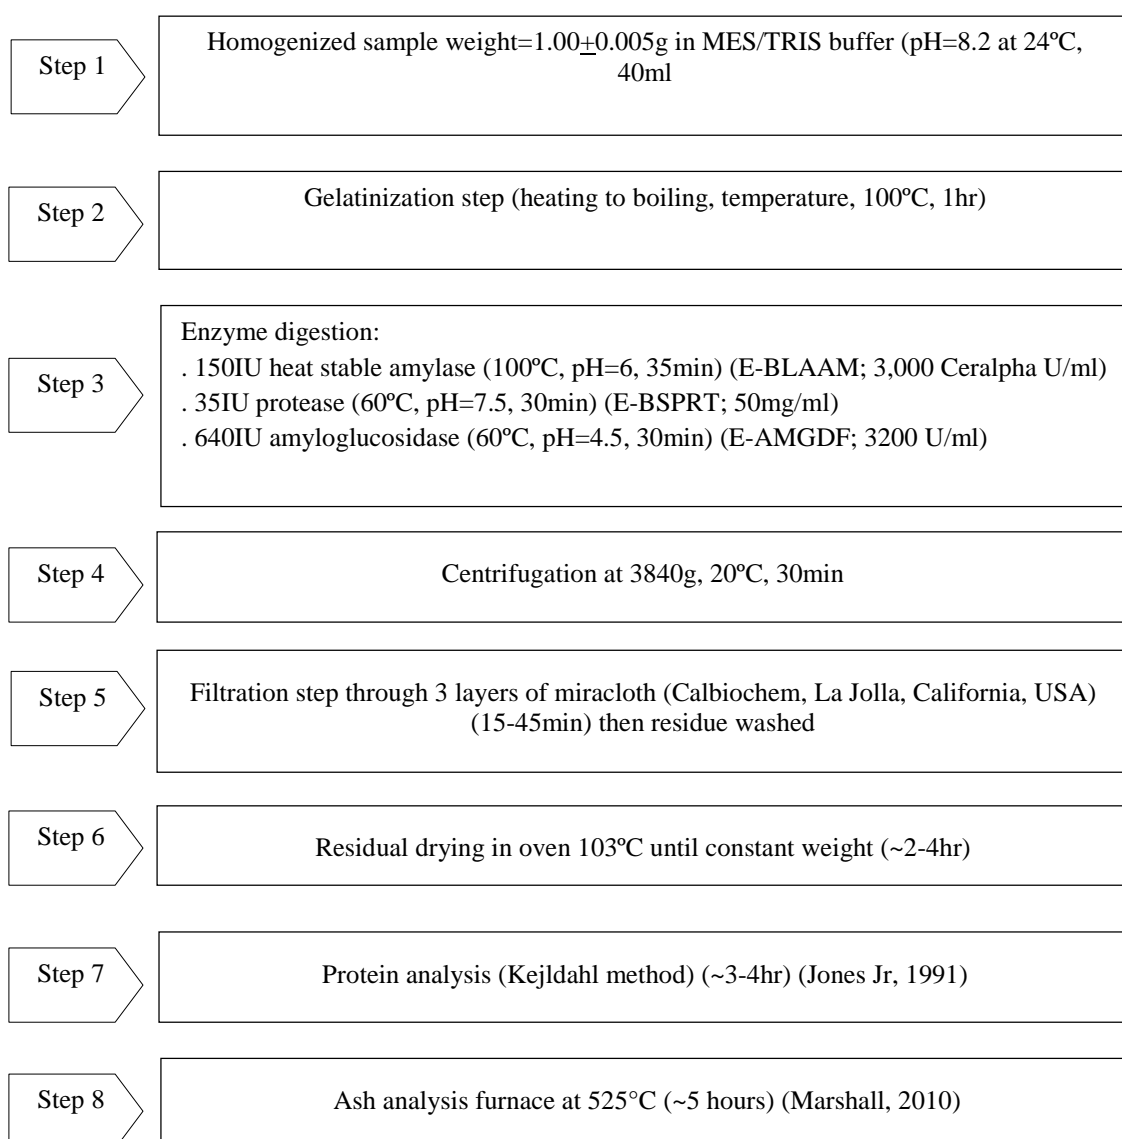 Step 1
Homogenized sample weight=1.00+0.005g in MES/TRIS buffer (pH=8.2 at 24ºC,
40ml
Step 2
Gelatinization step (heating to boiling, temperature, 100ºC, 1hr)
Step 3
Enzyme digestion:
. 150IU heat stable amylase (100ºC, pH=6, 35min) (E-BLAAM; 3,000 Ceralpha U/ml)
. 35IU protease (60ºC, pH=7.5, 30min) (E-BSPRT; 50mg/ml)
. 640IU amyloglucosidase (60ºC, pH=4.5, 30min) (E-AMGDF; 3200 U/ml)
Step 4
Centrifugation at 3840g, 20ºC, 30min
Step 5
Filtration step through 3 layers of miracloth (Calbiochem, La Jolla, California, USA)
(15-45min) then residue washed
Step 6
Residual drying in oven 103ºC until constant weight (~2-4hr)
Step 7
Protein analysis (Kejldahl method) (~3-4hr) (Jones Jr, 1991)
Step 8
Ash analysis furnace at 525°C (~5 hours) (Marshall, 2010)